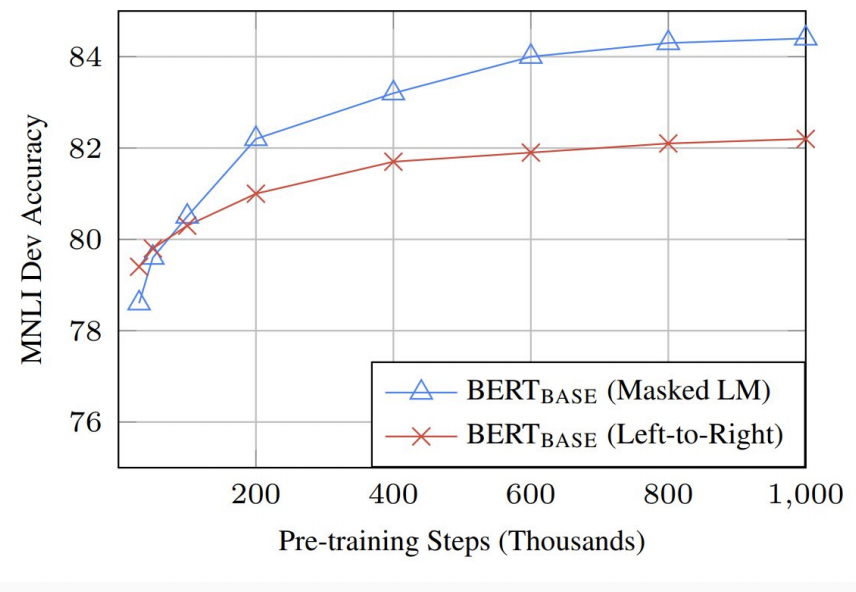 84
82
80
78
76
MNLI Dev Accuracy
BERTBASE (Masked LM)
BERTBASE (Left-to-Right)
200 400 600 800 1,000
Pre-training Steps (Thousands)